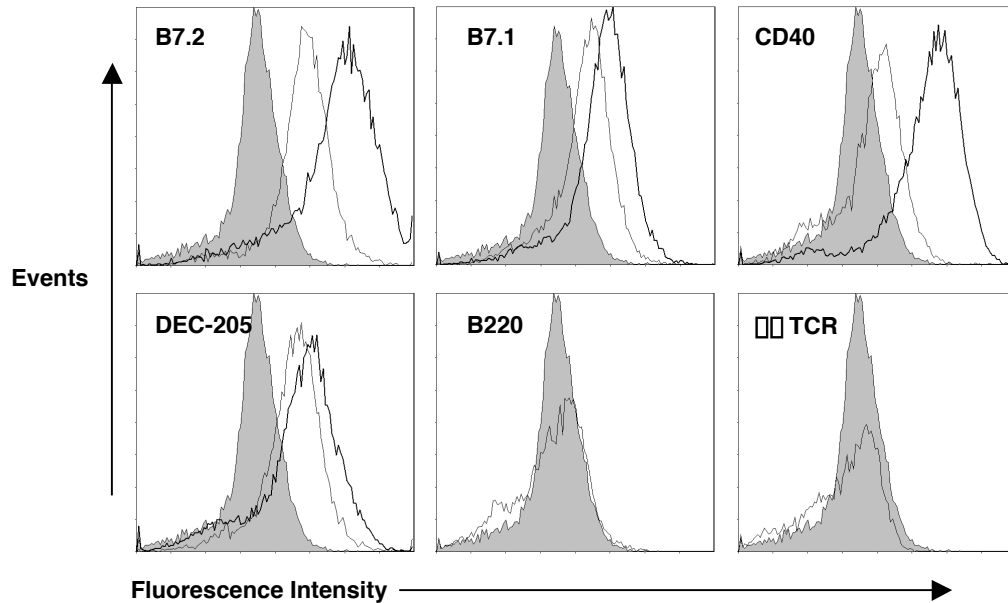 B7.2
B7.1
CD40
Events
DEC-205
B220
TCR
Fluorescence Intensity